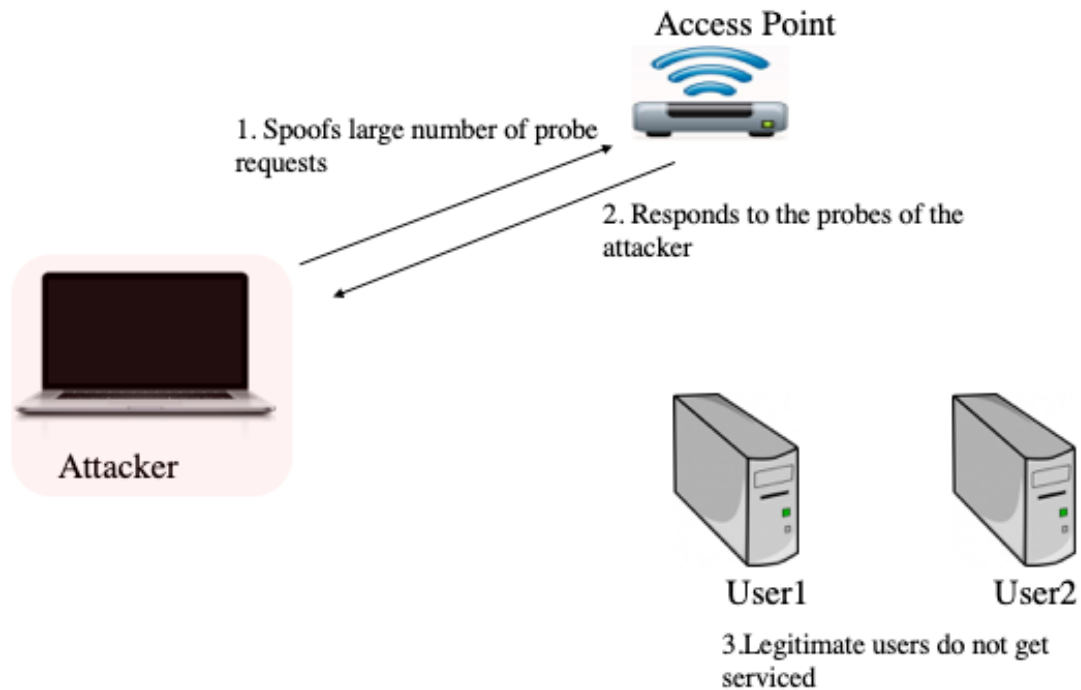 Access Point
1. Spoofs large number of probe
requests
2. Responds to the probes of the
attacker
Attacker
User1
User2
3.Legitimate users do not get
serviced